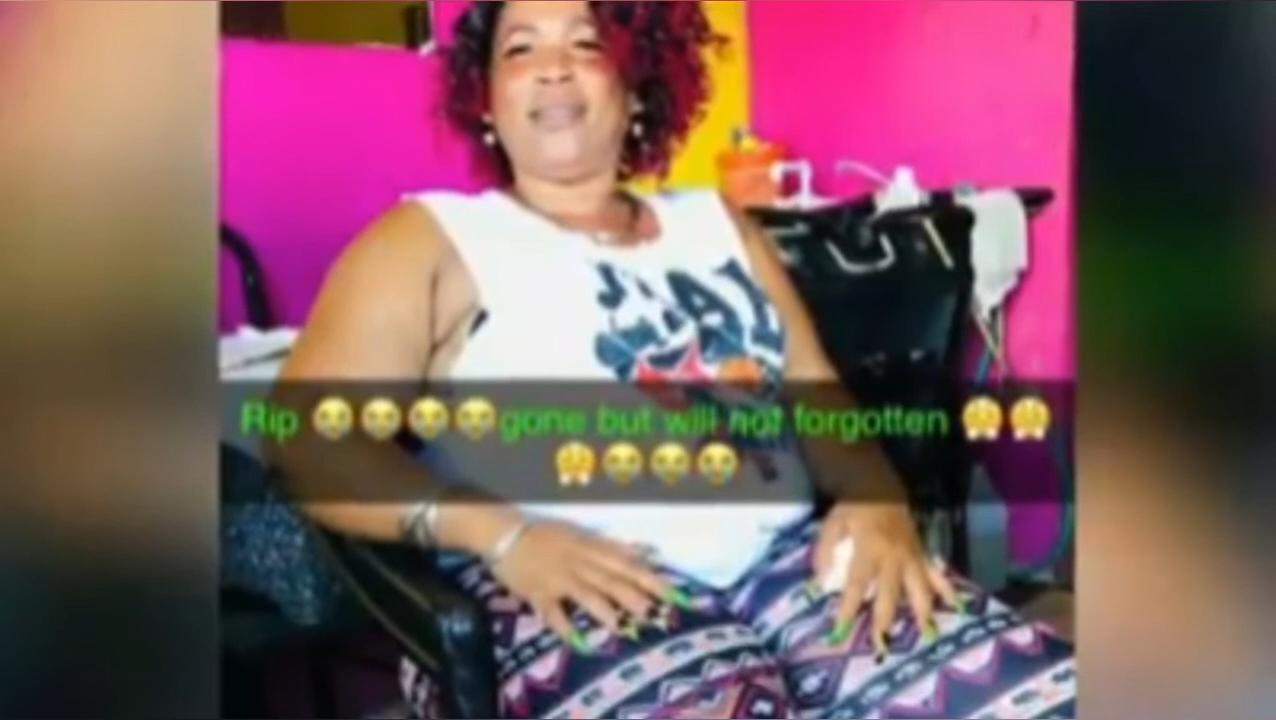 Rip 😭😭😭😭gone but will not forgotten 😤😤
😤😭😭😭